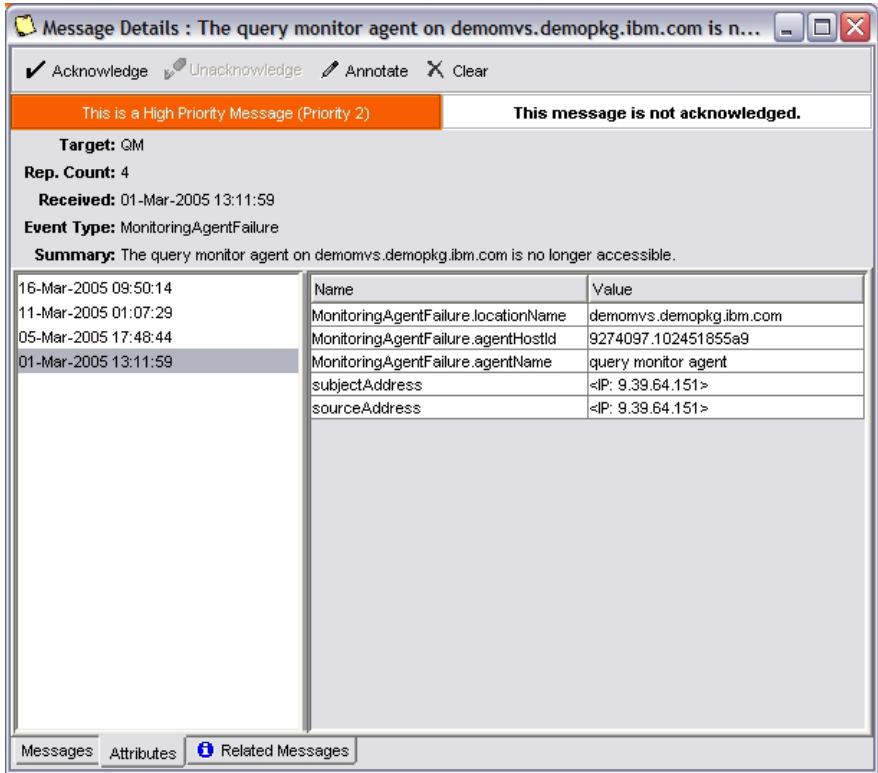 Message Details : The query monitor agent on demomvs.demopkg.ibm.com is n...
Acknowledge Unacknowledge Annotate Clear
This is a High Priority Message (Priority 2) This message is not acknowledged.
Target: QM
Rep. Count: 4
Received: 01-Mar-2005 13:11:59
Event Type: MonitoringAgentFailure
Summary: The query monitor agent on demomvs.demopkg.ibm.com is no longer accessible.
16-Mar-2005 09:50:14
11-Mar-2005 01:07:29
05-Mar-2005 17:48:44
01-Mar-2005 13:11:59
Name Value
MonitoringAgentFailure.locationName demomvs.demopkg.ibm.com
MonitoringAgentFailure.agentHostId 9274097.102451855a9
MonitoringAgentFailure.agentName query monitor agent
subjectAddress <IP: 9.39.64.151>
sourceAddress <IP: 9.39.64.151>
Messages Attributes Related Messages